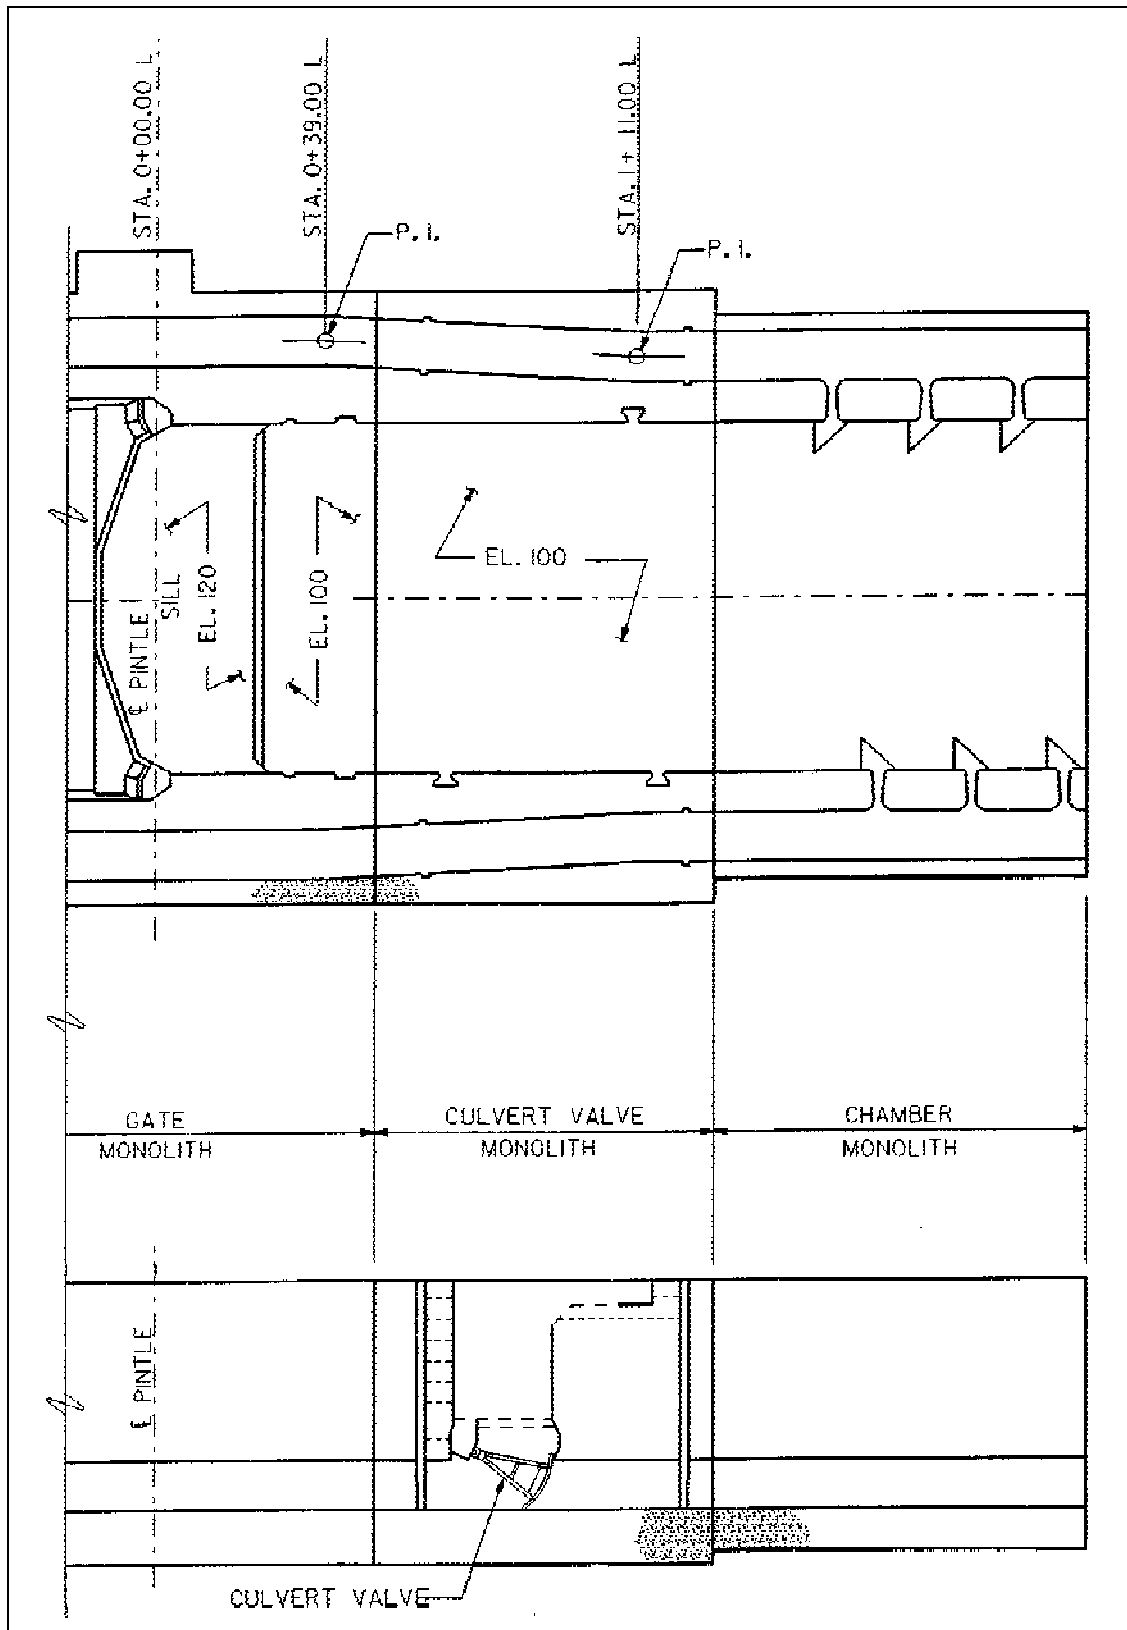 STA. 0+00.00 L
STA. 0+39.00 L
STA. 1+ 11.00 L
P.I.
P.I.
℄ PINTLE
SILL
EL. 120
EL. 100
EL. 100
GATE
MONOLITH
CULVERT VALVE
MONOLITH
CHAMBER
MONOLITH
℄ PINTLE
CULVERT VALVE